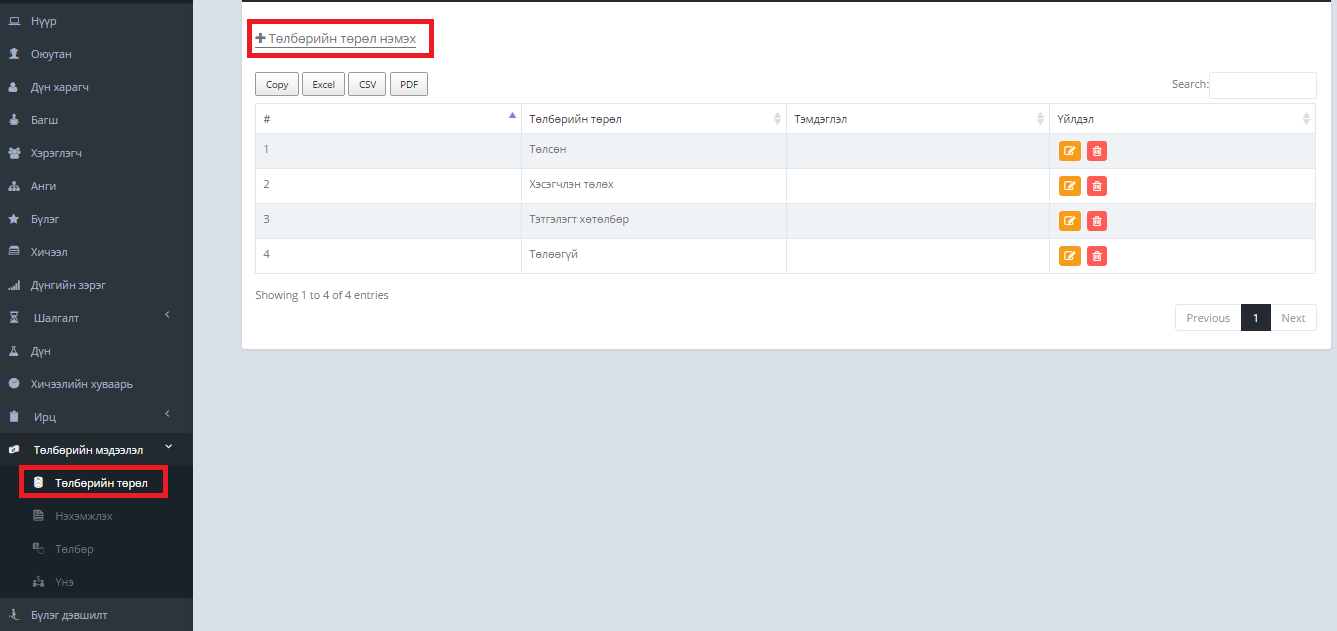 Нүүр
Оюутан
Дүн харагч
Багш
Хэрэглэгч
Анги
Бүлэг
Хичээл
Дүнгийн зэрэг
Шалгалт
Дүн
Хичээлийн хуваарь
Ирц
Төлбөрийн мэдээлэл
Төлбөрийн төрөл
Нэхэмжлэх
Төлбөр
Үнэ
Бүлэг дэвшилт
Төлбөрийн төрөл нэмэх
Copy Excel CSV PDF Search:
# Төлбөрийн төрөл Тэмдэглэл Үйлдэл
1 Төлсөн
2 Хэсэгчлэн төлөх
3 Тэтгэлэгт хөтөлбөр
4 Төлөөгүй
Showing 1 to 4 of 4 entries
Previous 1 Next